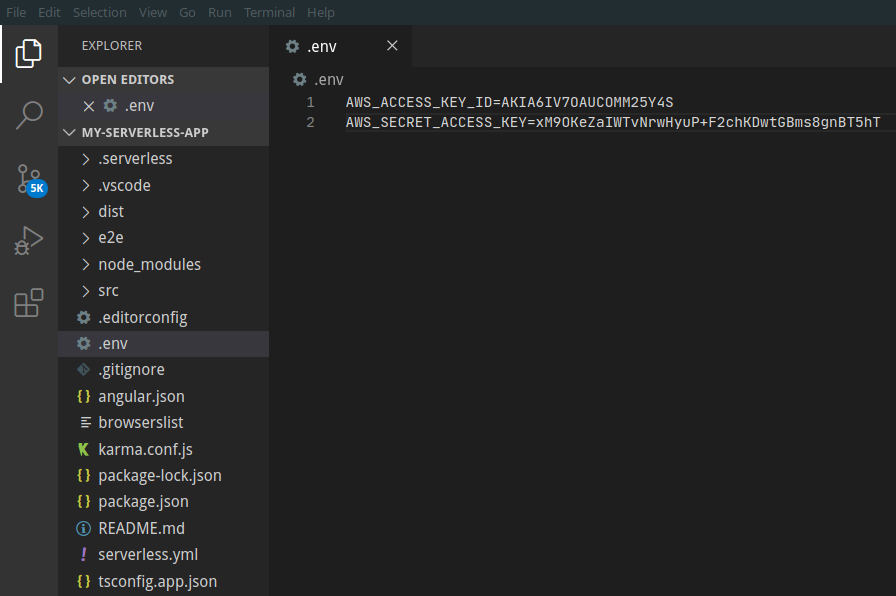 File Edit Selection View Go Run Terminal Help
EXPLORER
OPEN EDITORS
.env
MY-SERVERLESS-APP
.serverless
.vscode
dist
e2e
node_modules
src
.editorconfig
.env
.gitignore
angular.json
browserslist
karma.conf.js
package-lock.json
package.json
README.md
serverless.yml
tsconfig.app.json
5K
.env
.env
1 AWS_ACCESS_KEY_ID=AKIA6IV7OAUCOMM25Y4S
2 AWS_SECRET_ACCESS_KEY=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